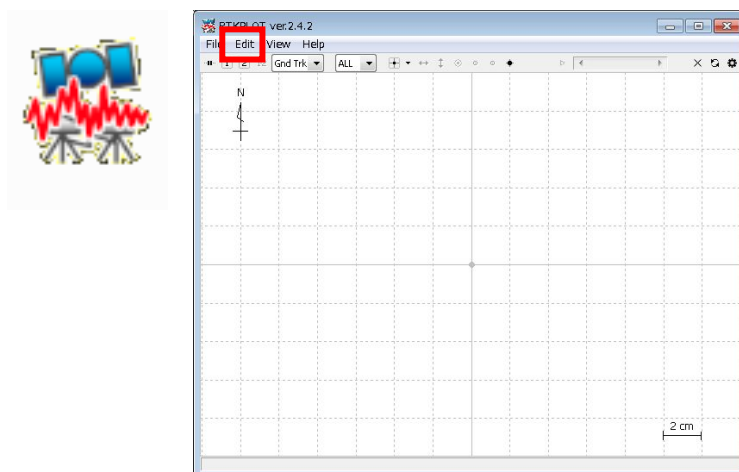 RTKPLOT ver.2.4.2
File Edit View Help
1 2 Gnd Trk ALL
N
2 cm